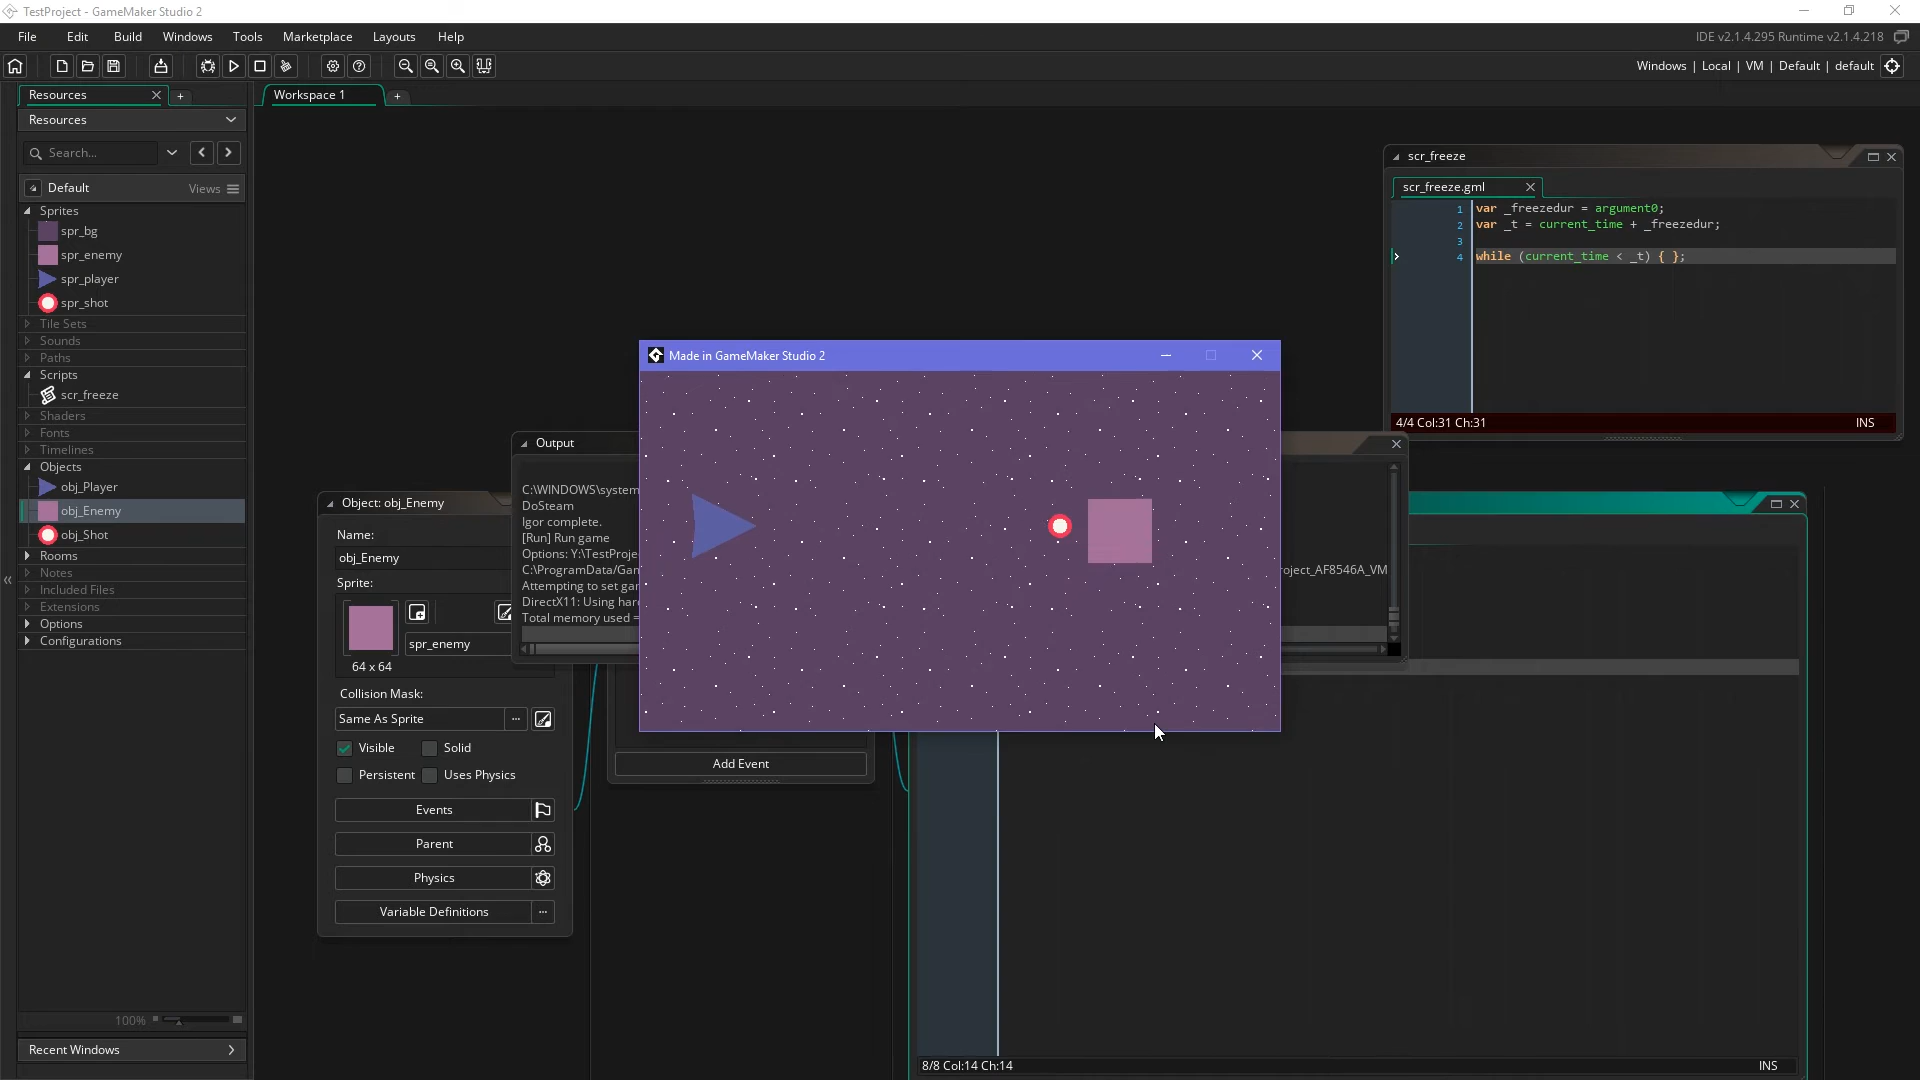 TestProject - GameMaker Studio 2
File Edit Build Windows Tools Marketplace Layouts Help
IDE v2.1.4.295 Runtime v2.1.4.218
Windows | Local | VM | Default | default
Resources
Workspace 1
Resources
Search...
Default
Views
Sprites
spr_bg
spr_enemy
spr_player
spr_shot
Tile Sets
Sounds
Paths
Scripts
scr_freeze
Shaders
Fonts
Timelines
Objects
obj_Player
obj_Enemy
obj_Shot
Rooms
Notes
Included Files
Extensions
Options
Configurations
100%
Recent Windows
Object: obj_Enemy
Name:
obj_Enemy
Sprite:
spr_enemy
64 x 64
Collision Mask:
Same As Sprite
Visible
Solid
Persistent
Uses Physics
Events
Parent
Physics
Variable Definitions
Output
C:\WINDOWS\system
DoSteam
Igor complete.
[Run] Run game
Options: Y:\TestProje
C:\ProgramData/Gam
Attempting to set gam
DirectX11: Using hard
Total memory used =
oject_AF8546A_VM
Made in GameMaker Studio 2
Add Event
scr_freeze
scr_freeze.gml
1 var _freezedur = argument0;
2 var _t = current_time + _freezedur;
3
4 while (current_time < _t) { };
4/4 Col:31 Ch:31
INS
8/8 Col:14 Ch:14
INS